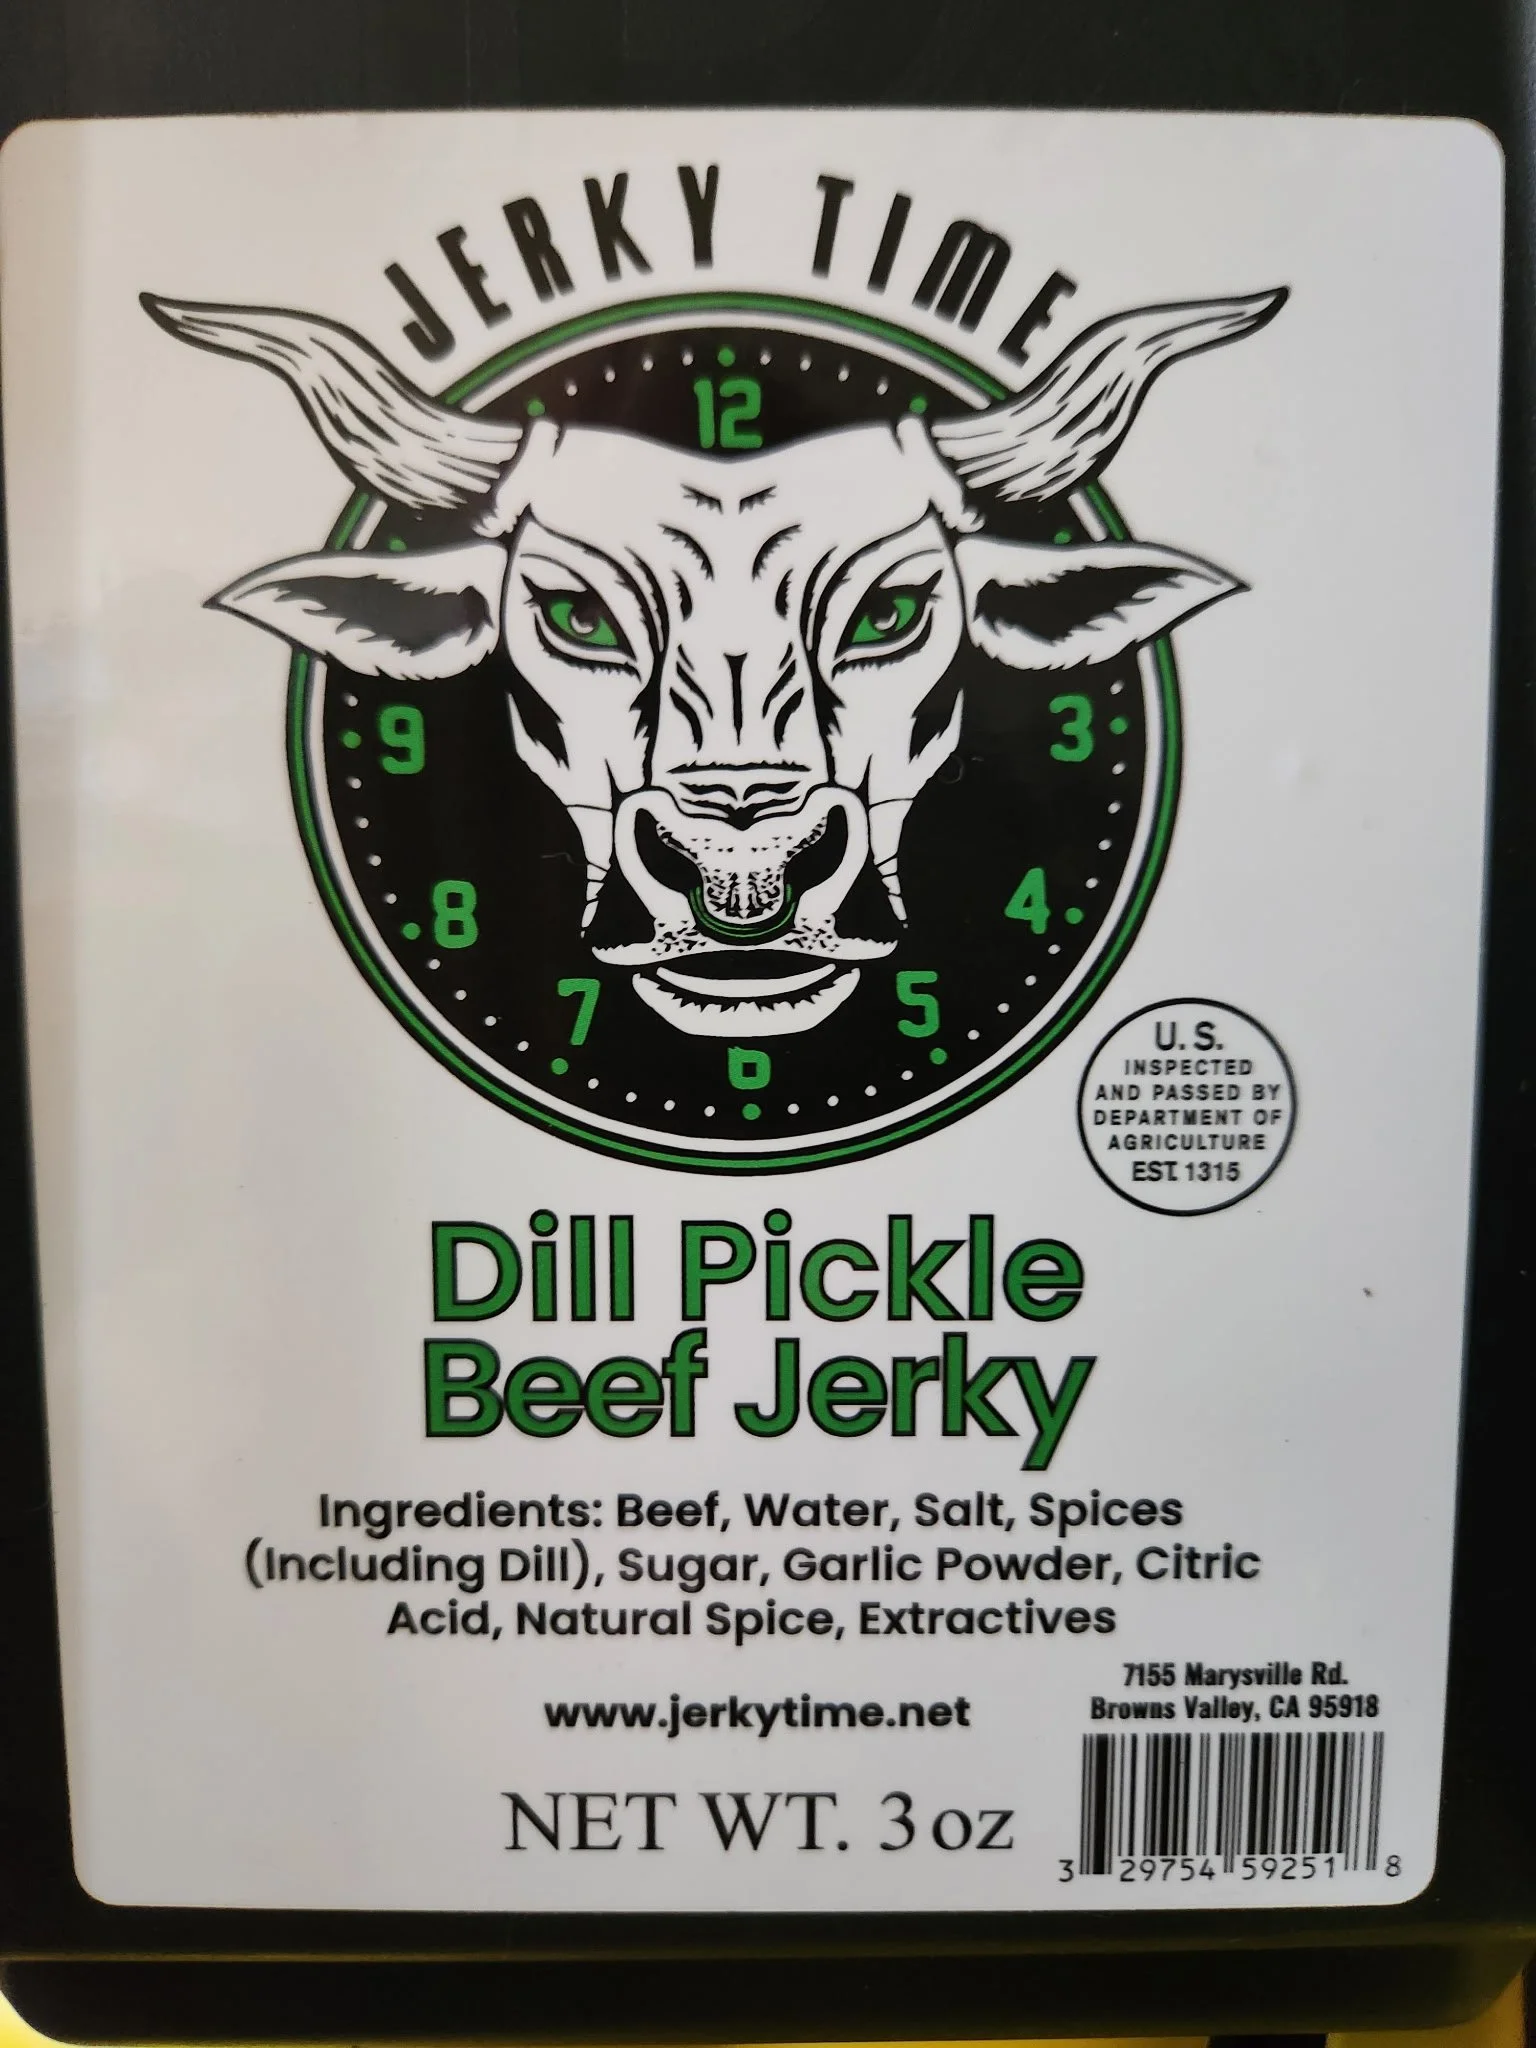 JERKY TIME
12
9
3
8
4
7
5
6
U.S.
INSPECTED
AND PASSED BY
DEPARTMENT OF
AGRICULTURE
EST. 1315
Dill Pickle
Beef Jerky
Ingredients: Beef, Water, Salt, Spices
(Including Dill), Sugar, Garlic Powder, Citric
Acid, Natural Spice, Extractives
7155 Marysville Rd.
Browns Valley, CA 95918
www.jerkytime.net
NET WT. 3 oz
3 29754 59251 8